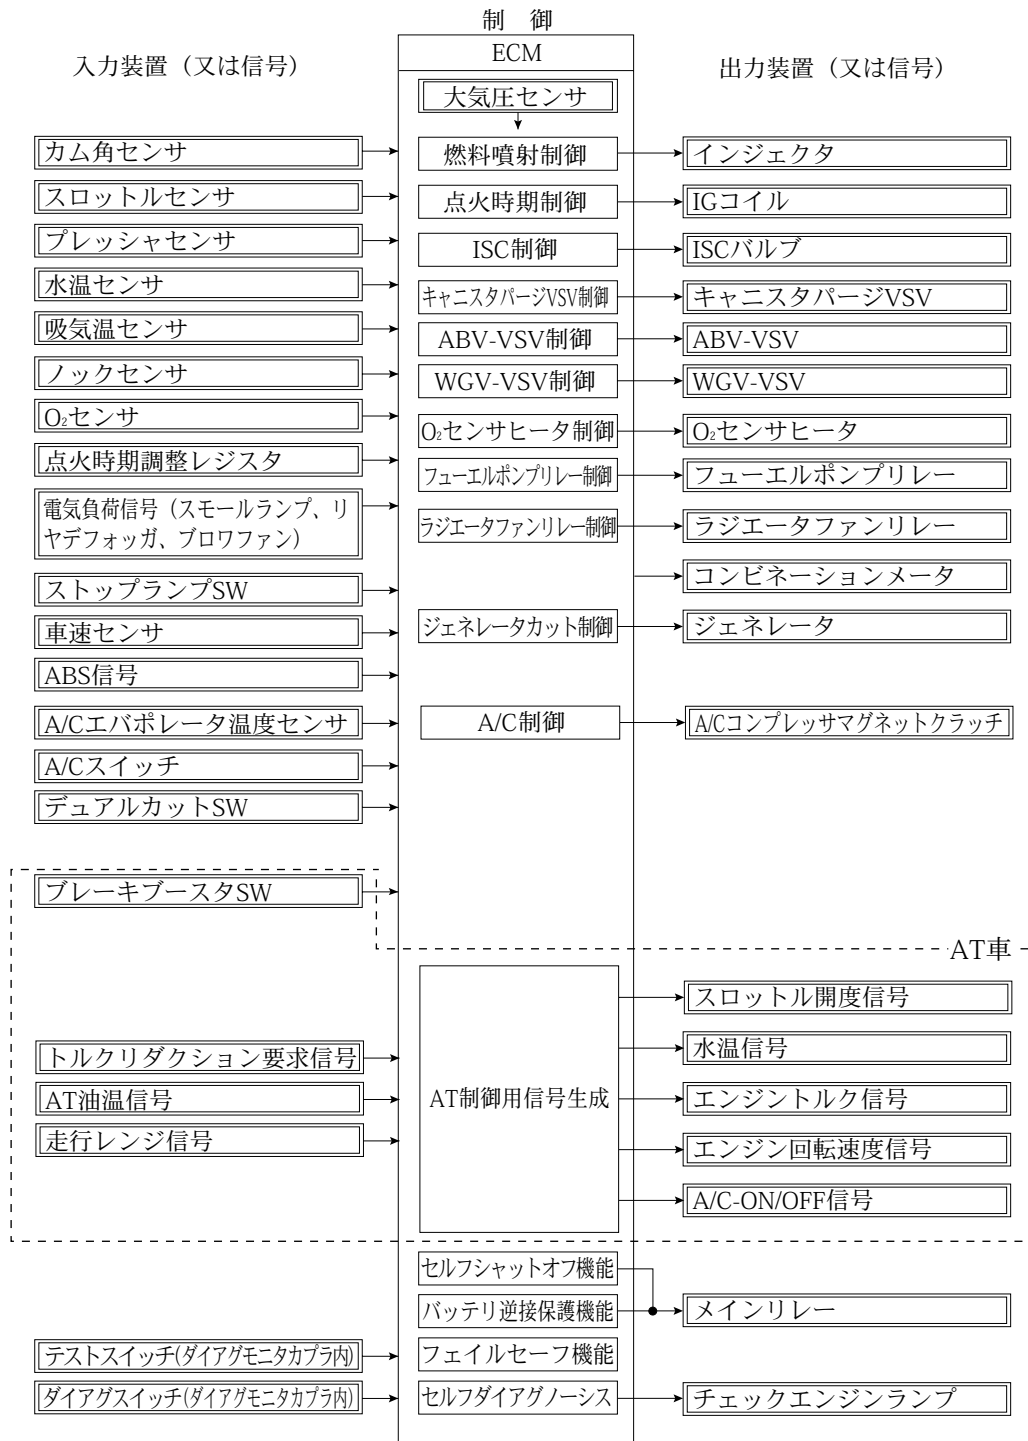 制 御
入力装置（又は信号）
ECM
出力装置（又は信号）
大気圧センサ
カム角センサ
燃料噴射制御
インジェクタ
スロットルセンサ
点火時期制御
IGコイル
プレッシャセンサ
ISC制御
ISCバルブ
水温センサ
キャニスタパージVSV制御
キャニスタパージVSV
吸気温センサ
ABV-VSV制御
ABV-VSV
ノックセンサ
WGV-VSV制御
WGV-VSV
O₂センサ
O₂センサヒータ制御
O₂センサヒータ
点火時期調整レジスタ
フューエルポンプリレー制御
フューエルポンプリレー
電気負荷信号（スモールランプ、リ
ヤデフォッガ、ブロワファン）
ラジエータファンリレー制御
ラジエータファンリレー
コンビネーションメータ
ストップランプSW
車速センサ
ジェネレータカット制御
ジェネレータ
ABS信号
A/Cエバポレータ温度センサ
A/C制御
A/Cコンプレッサマグネットクラッチ
A/Cスイッチ
デュアルカットSW
ブレーキブースタSW
AT車
スロットル開度信号
トルクリダクション要求信号
水温信号
AT油温信号
AT制御用信号生成
エンジントルク信号
走行レンジ信号
エンジン回転速度信号
A/C-ON/OFF信号
セルフシャットオフ機能
バッテリ逆接保護機能
メインリレー
テストスイッチ(ダイアグモニタカプラ内)
フェイルセーフ機能
ダイアグスイッチ(ダイアグモニタカプラ内)
セルフダイアグノーシス
チェックエンジンランプ